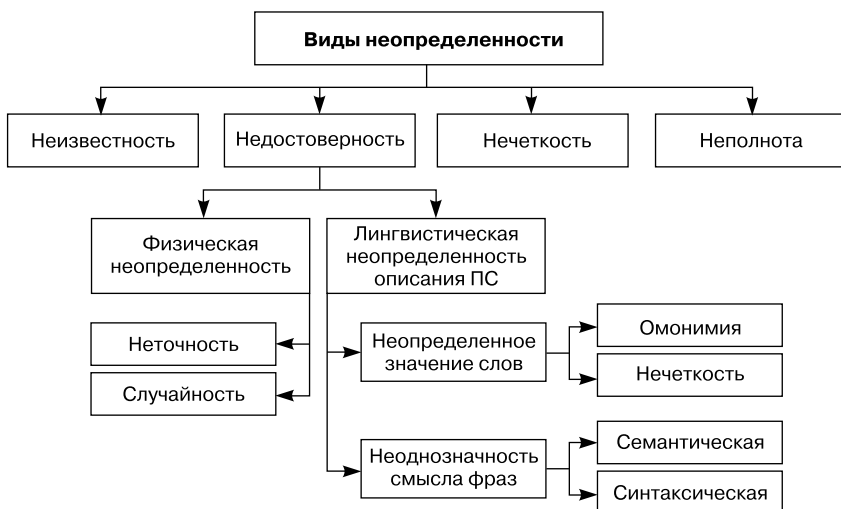 Виды неопределенности
Неизвестность
Недостоверность
Нечеткость
Неполнота
Физическая
неопределенность
Лингвистическая
неопределенность
описания ПС
Неточность
Случайность
Неопределенное
значение слов
Омонимия
Нечеткость
Неоднозначность
смысла фраз
Семантическая
Синтаксическая